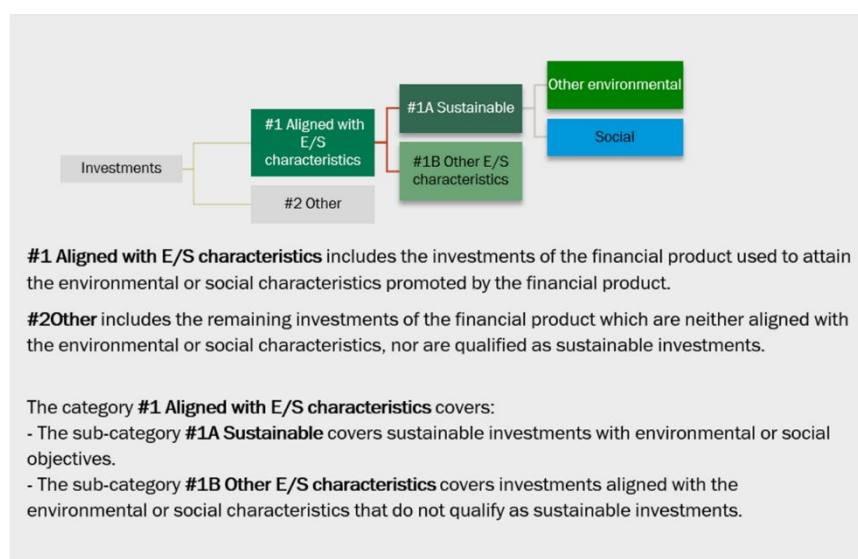 Other environmental
#1A Sustainable
#1 Aligned with
E/S
characteristics
Social
#1B Other E/S
characteristics
Investments
#2 Other
#1 Aligned with E/S characteristics includes the investments of the financial product used to attain
the environmental or social characteristics promoted by the financial product.
#2Other includes the remaining investments of the financial product which are neither aligned with
the environmental or social characteristics, nor are qualified as sustainable investments.
The category #1 Aligned with E/S characteristics covers:
- The sub-category #1A Sustainable covers sustainable investments with environmental or social
objectives.
- The sub-category #1B Other E/S characteristics covers investments aligned with the
environmental or social characteristics that do not qualify as sustainable investments.